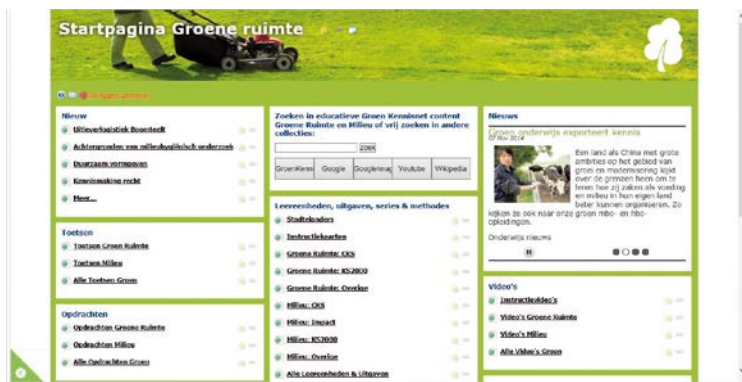 Startpagina Groene ruimte
Nieuw
Uitleverlogistiek Boomteelt
Achtergronden van milieuhygiënisch onderzoek
Duurzaam vormgeven
Kennismaking recht
Meer...
Toetsen
Toetsen Groen Ruimte
Toetsen Milieu
Alle Toetsen Groen
Opdrachten
Opdrachten Groene Ruimte
Opdrachten Milieu
Alle Opdrachten Groen
Zoeken in educatieve Groen Kennisnet content
Groene Ruimte en Milieu of vrij zoeken in andere
collecties:
zoek
GroenKenn Google GoogleImag Youtube Wikipedia
Leereenheden, uitgaven, series & methodes
Stadteladers
Instructiekaarten
Groene Ruimte: CKS
Groene Ruimte: KS2000
Groene Ruimte: Overige
Milieu: CKS
Milieu: Impact
Milieu: KS2000
Milieu: Overige
Alle Leereenheden & Uitgaven
Nieuws
Groen onderwijs exporteert kennis
07 Nov 2014
Een land als China met grote
ambities op het gebied van
groei en modernisering kijkt
over de grenzen heen om te
leren hoe zij zaken als voeding
en milieu in hun eigen land
beter kunnen organiseren. Zo
kijken ze ook naar onze groen mbo- en hbo-
opleidingen.
Onderwijs nieuws
Video's
Instructievideo's
Video's Groene Ruimte
Video's Milieu
Alle Video's Groen